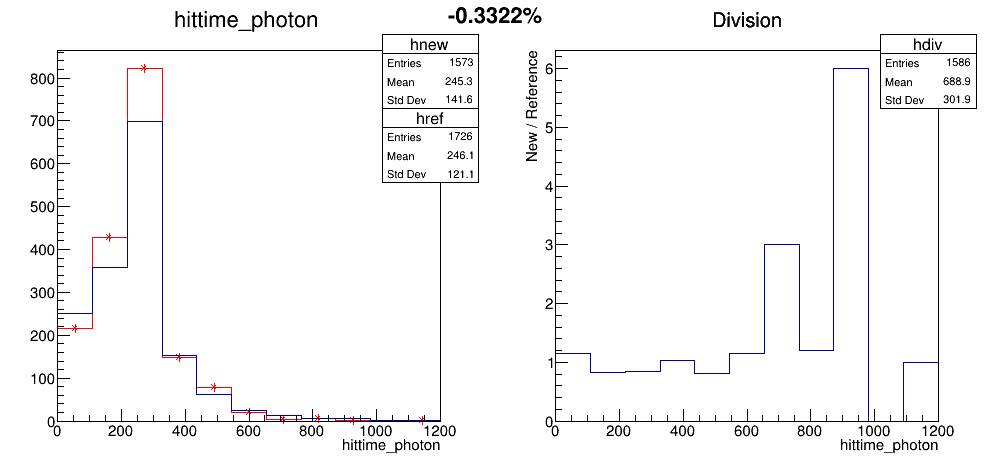 -0.3322%
hittime_photon
hnew
Entries 1573
Mean 245.3
Std Dev 141.6
href
Entries 1726
Mean 246.1
Std Dev 121.1
800
700
600
500
400
300
200
100
0
0 200 400 600 800 1000 1200
hittime_photon
Division
hdiv
Entries 1586
Mean 688.9
Std Dev 301.9
New / Reference
6
5
4
3
2
1
0
0 200 400 600 800 1000 1200
hittime_photon